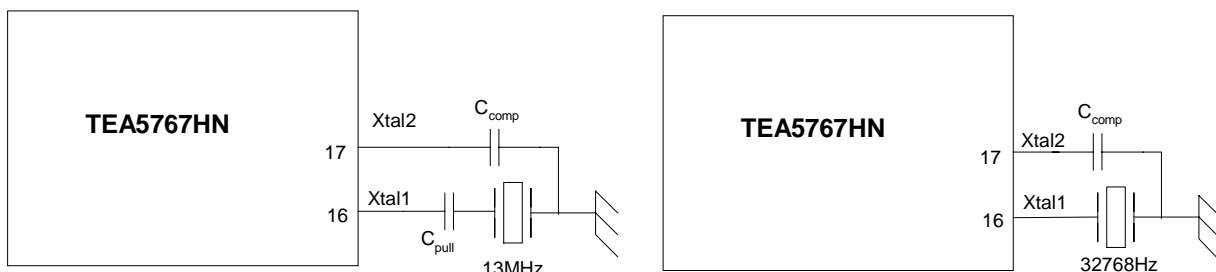 TEA5767HN
Xtal2
C_comp
17
Xtal1
16
C_pull
13MHz
TEA5767HN
Xtal2
C_comp
17
Xtal1
16
32768Hz